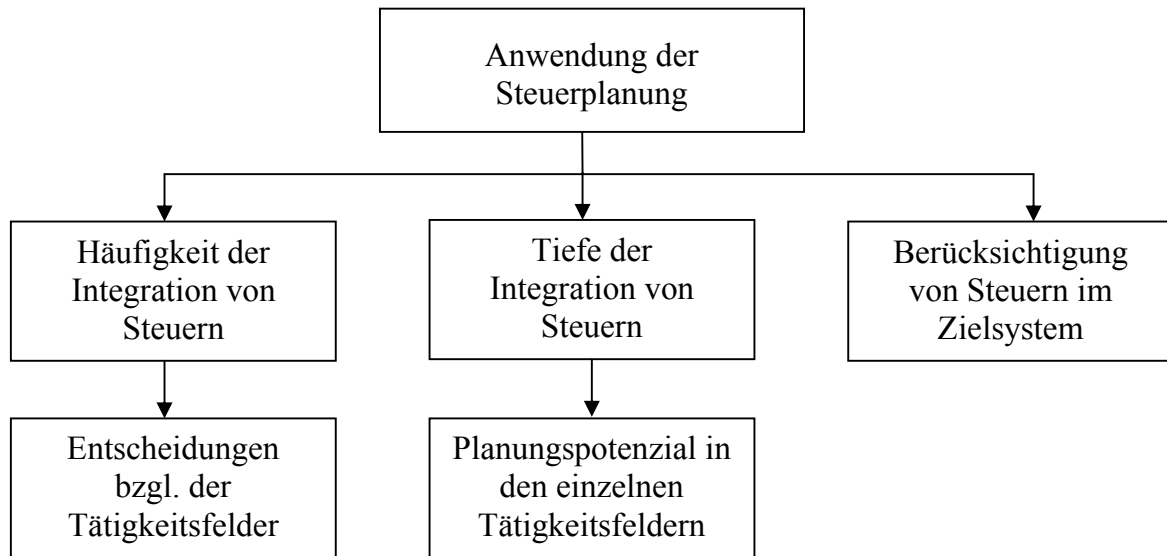 Anwendung der
Steuerplanung
Häufigkeit der
Integration von
Steuern
Tiefe der
Integration von
Steuern
Berücksichtigung
von Steuern im
Zielsystem
Entscheidungen
bzgl. der
Tätigkeitsfelder
Planungspotenzial in
den einzelnen
Tätigkeitsfeldern